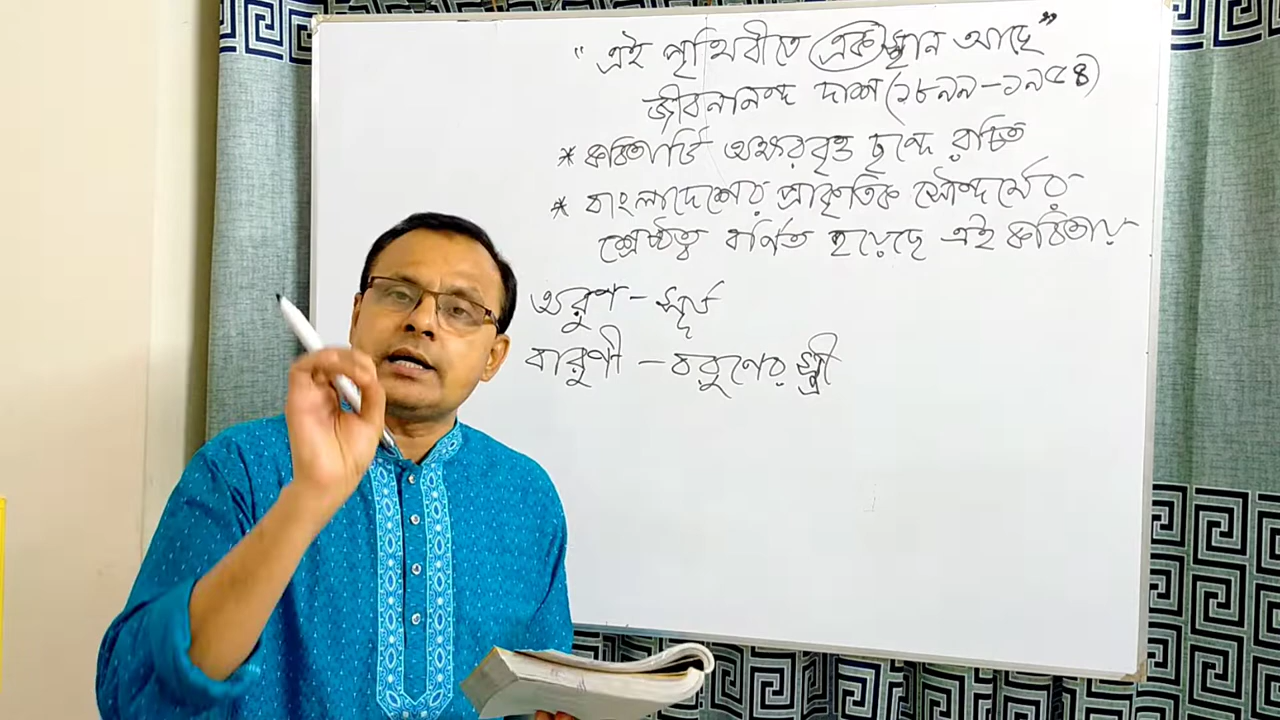 “এই পৃথিবীতে এক স্থান আছে”
জীবনানন্দ দাশ (১৮৯৯-১৯৫৪)
* কবিতাটি অক্ষরবৃত্ত ছন্দে রচিত
* বাংলাদেশের প্রাকৃতিক সৌন্দর্যের
শ্রেষ্ঠত্ব বর্ণিত হয়েছে এই কবিতায়
অরুণ - সূর্য
বারুণী - বরুণের স্ত্রী